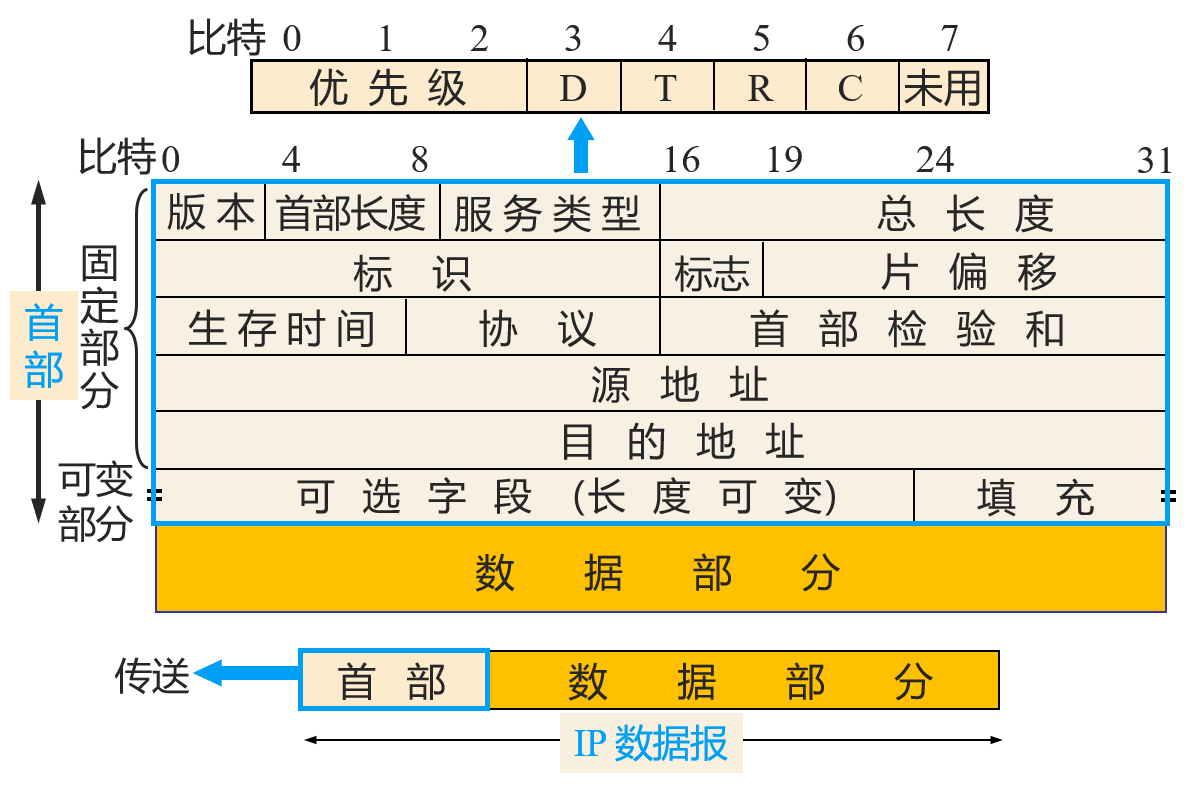 比特 0 1 2 3 4 5 6 7
优先级 D T R C 未用
比特 0 4 8 16 19 24 31
版本 首部长度 服务类型 总长度
标识 标志 片偏移
生存时间 协议 首部检验和
源地址
目的地址
可选字段(长度可变) 填充
首部
固定部分
可变
部分
数据部分
传送 首部 数据部分
IP 数据报